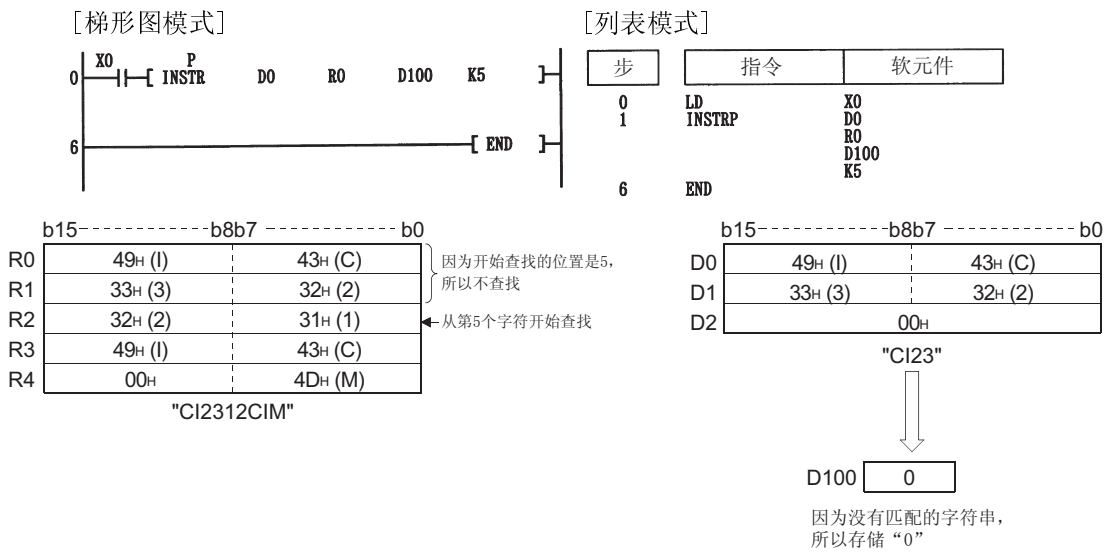 [梯形图模式]
[列表模式]
X0 P
0 INSTR D0 R0 D100 K5
6 END
步 指令 软元件
0 LD X0
1 INSTRP D0
R0
D100
K5
6 END
b15 b8b7 b0
R0 49H (I) 43H (C)
R1 33H (3) 32H (2)
R2 32H (2) 31H (1)
R3 49H (I) 43H (C)
R4 00H 4DH (M)
"CI2312CIM"
因为开始查找的位置是5，
所以不查找
从第5个字符开始查找
b15 b8b7 b0
D0 49H (I) 43H (C)
D1 33H (3) 32H (2)
D2 00H
"CI23"
D100 0
因为没有匹配的字符串，
所以存储“0”